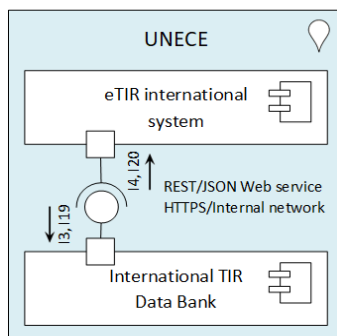 UNECE
eTIR international
system
I4, I20
I3, I19
REST/JSON Web service
HTTPS/Internal network
International TIR
Data Bank